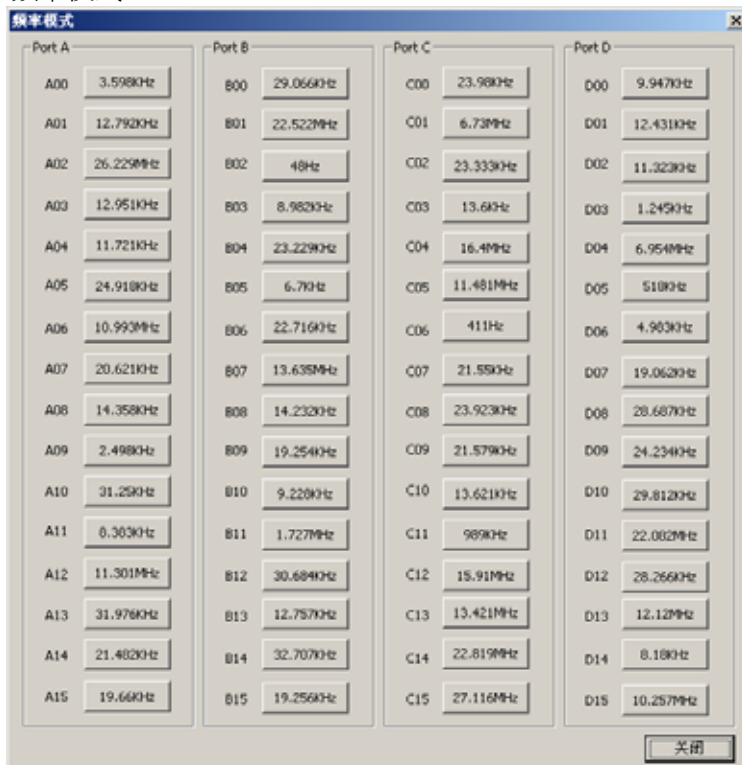 频率模式
Port A
A00 3.598KHz
A01 12.792KHz
A02 26.229MHz
A03 12.951KHz
A04 11.721KHz
A05 24.918KHz
A06 10.993MHz
A07 20.621KHz
A08 14.358KHz
A09 2.498KHz
A10 31.25KHz
A11 8.383KHz
A12 11.301MHz
A13 31.976KHz
A14 21.482KHz
A15 19.66KHz
Port B
B00 29.066KHz
B01 22.522MHz
B02 48Hz
B03 8.982KHz
B04 23.229KHz
B05 6.7KHz
B06 22.716KHz
B07 13.635MHz
B08 14.232KHz
B09 19.254KHz
B10 9.228KHz
B11 1.727MHz
B12 30.684KHz
B13 12.757KHz
B14 32.707KHz
B15 19.256KHz
Port C
C00 23.98KHz
C01 6.73MHz
C02 23.333KHz
C03 13.6KHz
C04 16.4MHz
C05 11.481MHz
C06 411Hz
C07 21.55KHz
C08 23.923KHz
C09 21.579KHz
C10 13.621KHz
C11 989KHz
C12 15.91MHz
C13 13.421MHz
C14 22.819MHz
C15 27.116MHz
Port D
D00 9.947KHz
D01 12.431KHz
D02 11.323KHz
D03 1.245KHz
D04 6.954MHz
D05 518KHz
D06 4.983KHz
D07 19.062KHz
D08 28.687KHz
D09 24.234KHz
D10 29.812KHz
D11 22.082MHz
D12 28.266KHz
D13 12.12MHz
D14 8.18KHz
D15 10.257MHz
关闭